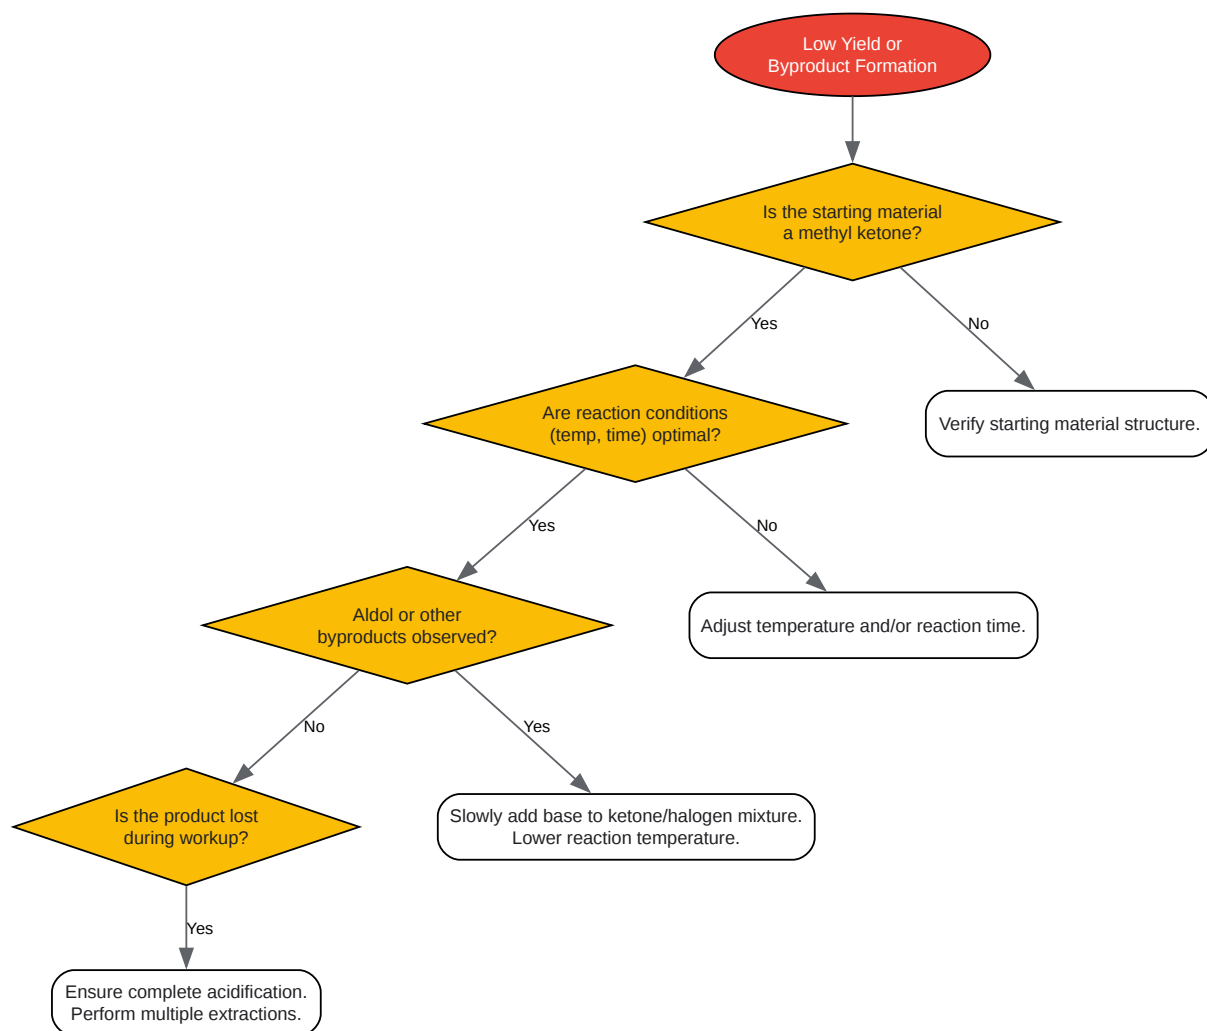 Low Yield or
Byproduct Formation
Is the starting material
a methyl ketone?
Yes
No
Are reaction conditions
(temp, time) optimal?
Verify starting material structure.
Yes
No
Aldol or other
byproducts observed?
Adjust temperature and/or reaction time.
No
Yes
Is the product lost
during workup?
Slowly add base to ketone/halogen mixture.
Lower reaction temperature.
Yes
Ensure complete acidification.
Perform multiple extractions.